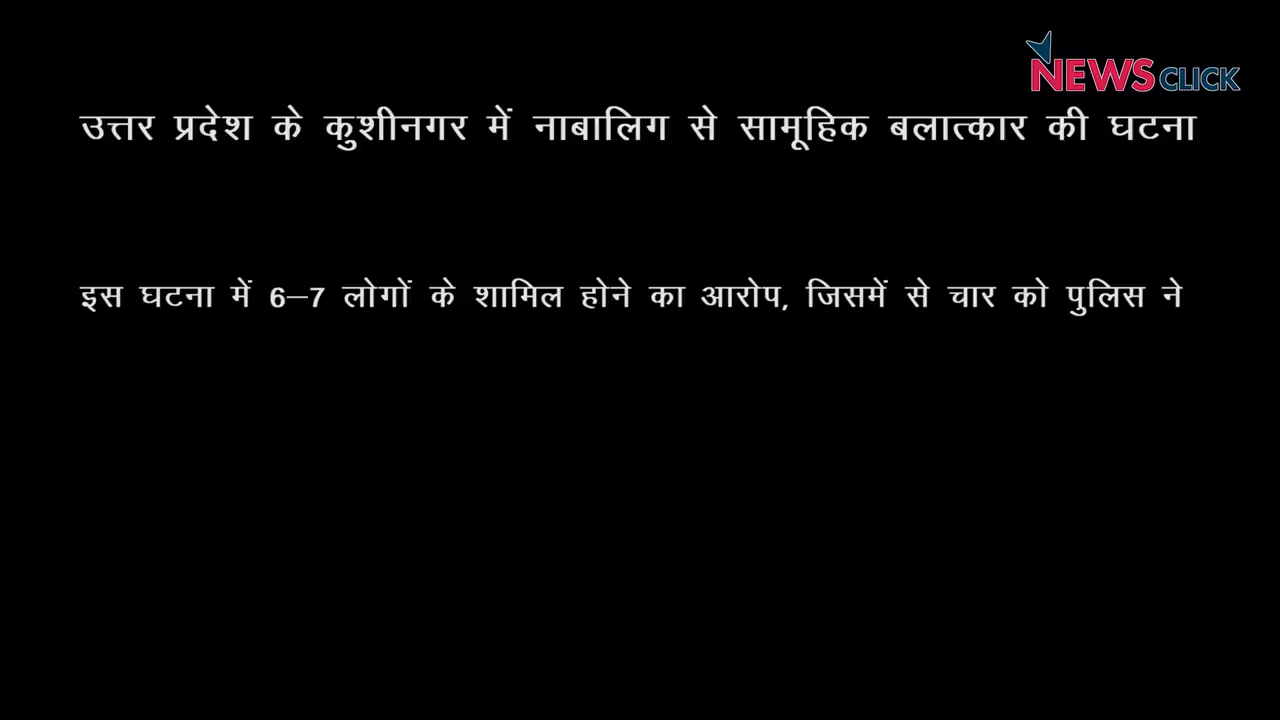 NEWSCLICK
उत्तर प्रदेश के कुशीनगर में नाबालिग से सामूहिक बलात्कार की घटना
इस घटना में 6–7 लोगों के शामिल होने का आरोप, जिसमें से चार को पुलिस ने